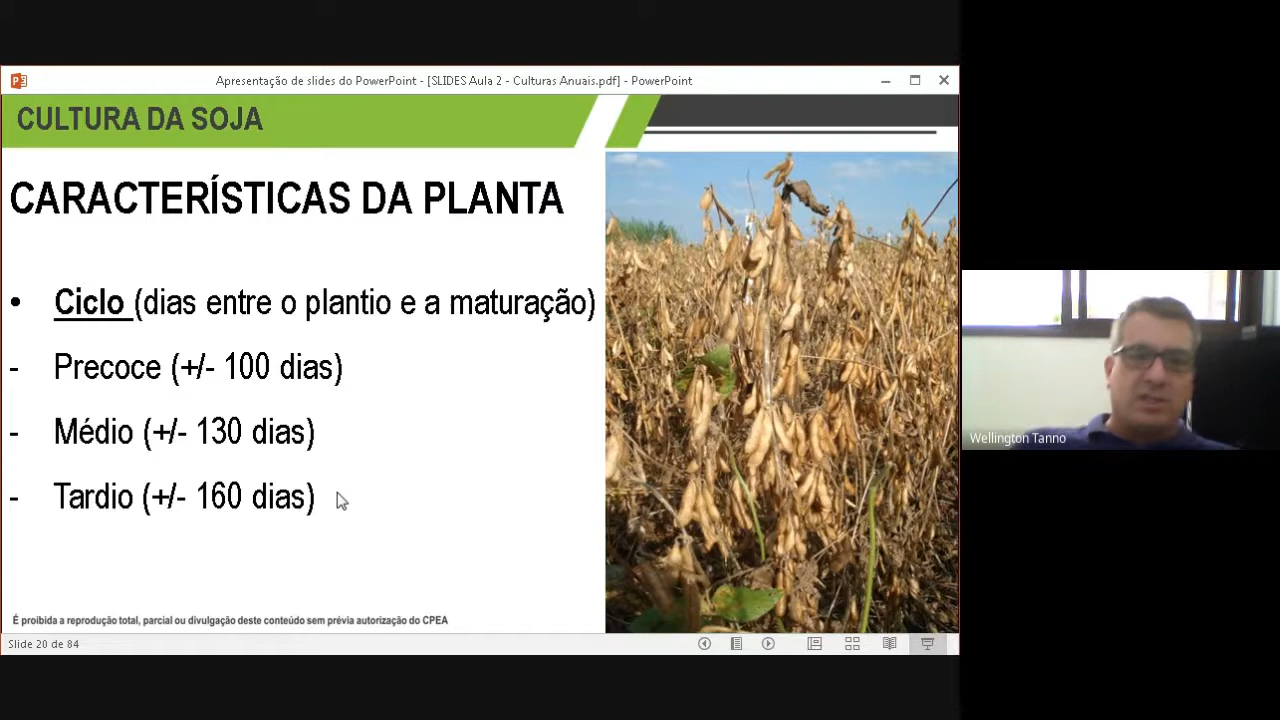 Apresentação de slides do PowerPoint - [SLIDES Aula 2 - Culturas Anuais.pdf] - PowerPoint
CULTURA DA SOJA
CARACTERÍSTICAS DA PLANTA
• Ciclo (dias entre o plantio e a maturação)
- Precoce (+/- 100 dias)
- Médio (+/- 130 dias)
- Tardio (+/- 160 dias)
É proibida a reprodução total, parcial ou divulgação deste conteúdo sem prévia autorização do CPEA
Slide 20 de 84
Wellington Tanno